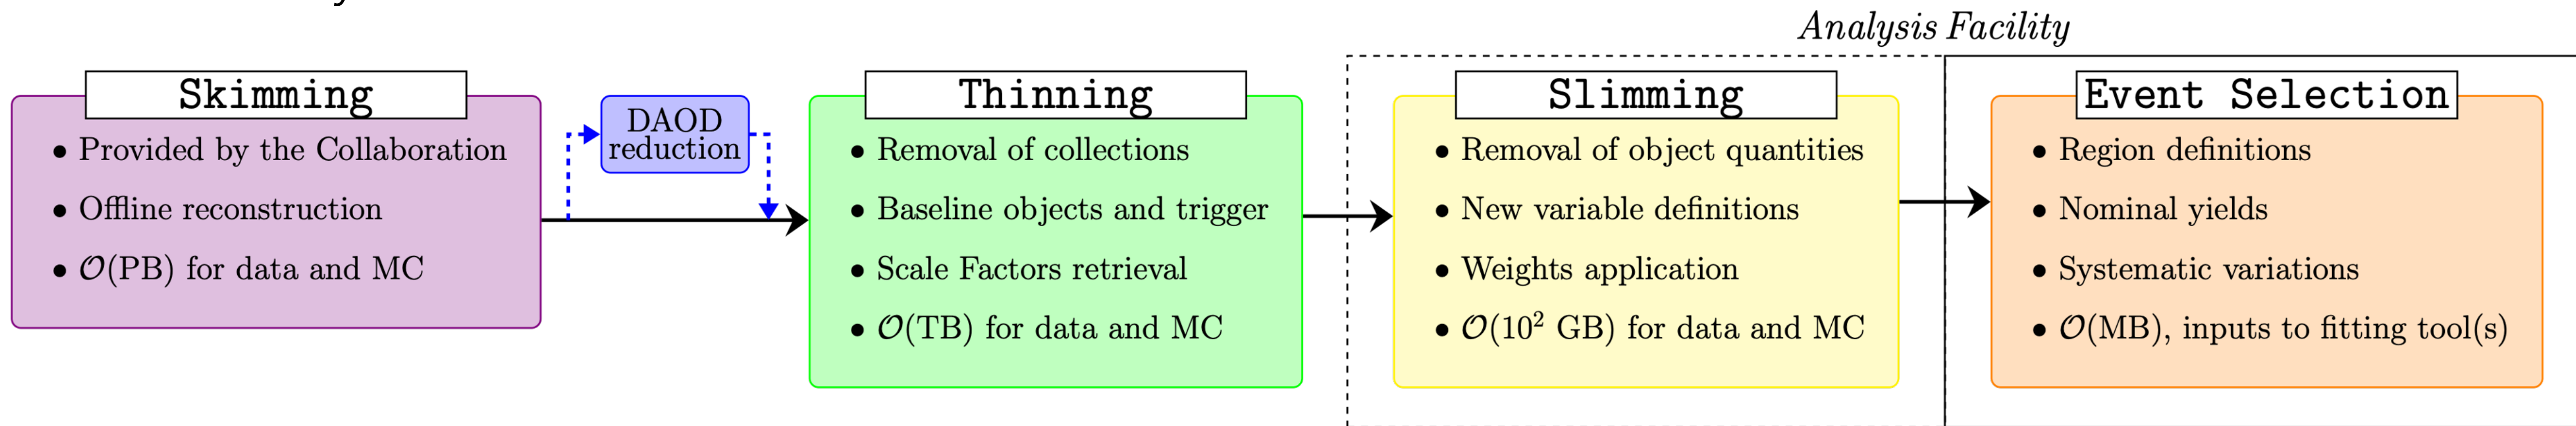 Analysis Facility
Skimming
• Provided by the Collaboration
• Offline reconstruction
• 𝒪(PB) for data and MC
DAOD
reduction
Thinning
• Removal of collections
• Baseline objects and trigger
• Scale Factors retrieval
• 𝒪(TB) for data and MC
Slimming
• Removal of object quantities
• New variable definitions
• Weights application
• 𝒪(10² GB) for data and MC
Event Selection
• Region definitions
• Nominal yields
• Systematic variations
• 𝒪(MB), inputs to fitting tool(s)